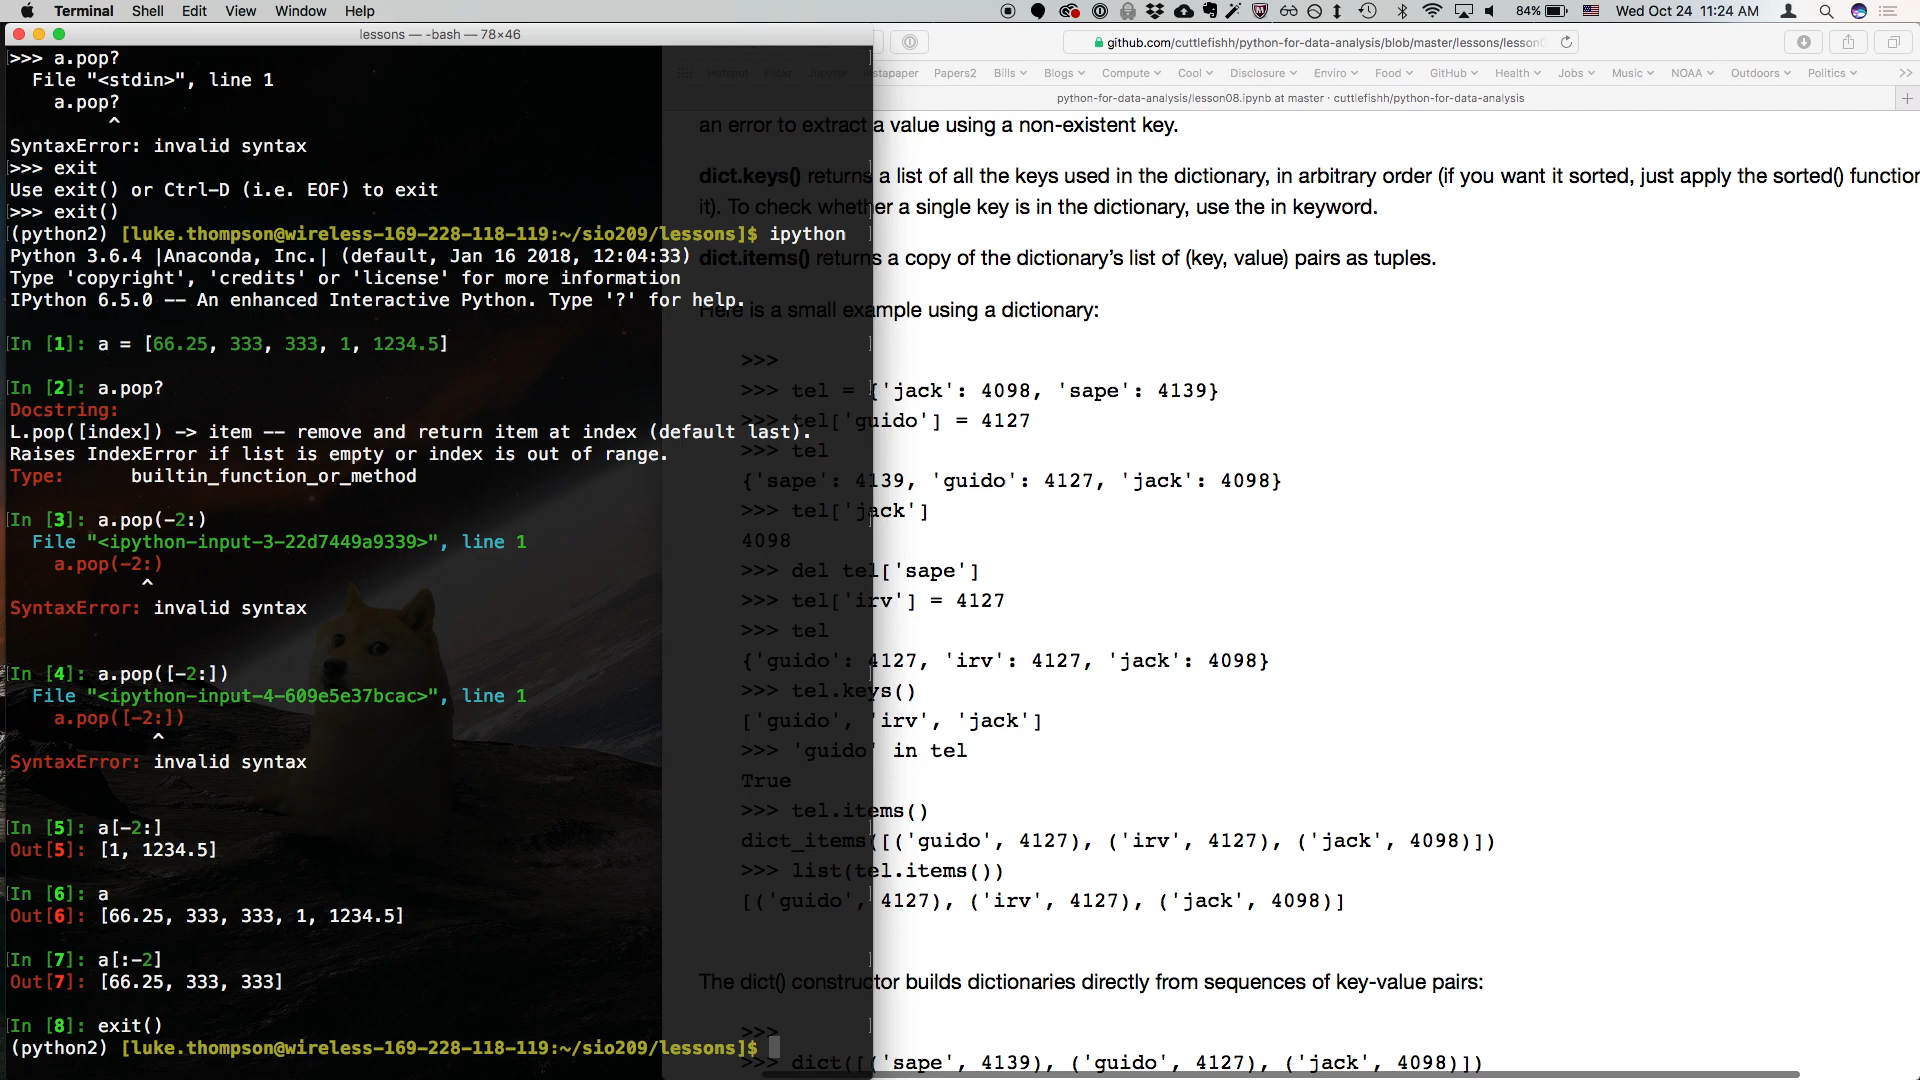 Terminal Shell Edit View Window Help 84% Wed Oct 24 11:24 AM
lessons — -bash — 78×46
>>> a.pop?
File "<stdin>", line 1
a.pop?
^
SyntaxError: invalid syntax
>>> exit
Use exit() or Ctrl-D (i.e. EOF) to exit
>>> exit()
(python2) [luke.thompson@wireless-169-228-118-119:~/sio209/lessons]$ ipython
Python 3.6.4 |Anaconda, Inc.| (default, Jan 16 2018, 12:04:33)
Type 'copyright', 'credits' or 'license' for more information
IPython 6.5.0 -- An enhanced Interactive Python. Type '?' for help.
In [1]: a = [66.25, 333, 333, 1, 1234.5]
In [2]: a.pop?
Docstring:
L.pop([index]) -> item -- remove and return item at index (default last).
Raises IndexError if list is empty or index is out of range.
Type: builtin_function_or_method
In [3]: a.pop(-2:)
File "<ipython-input-3-22d7449a9339>", line 1
a.pop(-2:)
^
SyntaxError: invalid syntax
In [4]: a.pop([-2:])
File "<ipython-input-4-609e5e37bcac>", line 1
a.pop([-2:])
^
SyntaxError: invalid syntax
In [5]: a[-2:]
Out[5]: [1, 1234.5]
In [6]: a
Out[6]: [66.25, 333, 333, 1, 1234.5]
In [7]: a[:-2]
Out[7]: [66.25, 333, 333]
In [8]: exit()
(python2) [luke.thompson@wireless-169-228-118-119:~/sio209/lessons]$
github.com/cuttlefishh/python-for-data-analysis/blob/master/lessons/lesson
Hotspot Flickr Jupyter Instapaper Papers2 Bills Blogs Compute Cool Disclosure Enviro Food GitHub Health Jobs Music NOAA Outdoors Politics
python-for-data-analysis/lesson08.ipynb at master · cuttlefishh/python-for-data-analysis
an error to extract a value using a non-existent key.
dict.keys() returns a list of all the keys used in the dictionary, in arbitrary order (if you want it sorted, just apply the sorted() function
it). To check whether a single key is in the dictionary, use the in keyword.
dict.items() returns a copy of the dictionary's list of (key, value) pairs as tuples.
Here is a small example using a dictionary:
>>>
>>> tel = {'jack': 4098, 'sape': 4139}
>>> tel['guido'] = 4127
>>> tel
{'sape': 4139, 'guido': 4127, 'jack': 4098}
>>> tel['jack']
4098
>>> del tel['sape']
>>> tel['irv'] = 4127
>>> tel
{'guido': 4127, 'irv': 4127, 'jack': 4098}
>>> tel.keys()
['guido', 'irv', 'jack']
>>> 'guido' in tel
True
>>> tel.items()
dict_items([('guido', 4127), ('irv', 4127), ('jack', 4098)])
>>> list(tel.items())
[('guido', 4127), ('irv', 4127), ('jack', 4098)]
The dict() constructor builds dictionaries directly from sequences of key-value pairs:
>>>
>>> dict([('sape', 4139), ('guido', 4127), ('jack', 4098)])